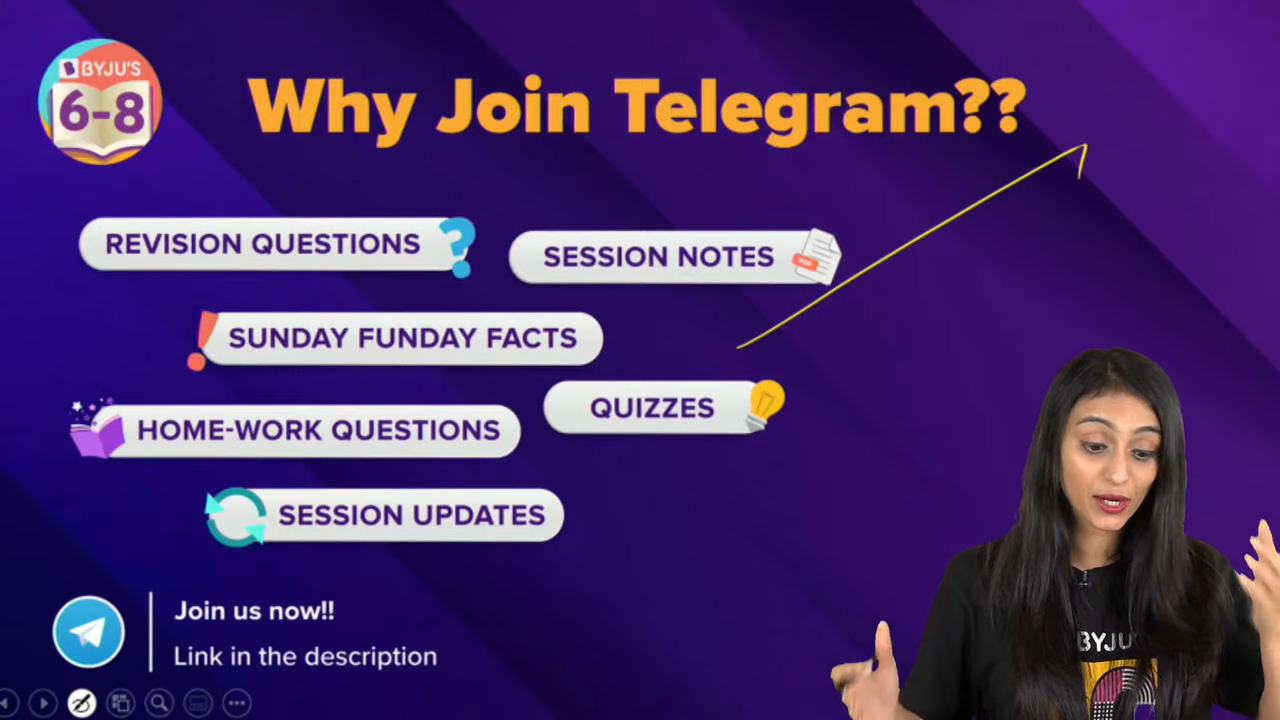 BYJU'S
6-8
Why Join Telegram??
REVISION QUESTIONS
SESSION NOTES
PDF
SUNDAY FUNDAY FACTS
QUIZZES
HOME-WORK QUESTIONS
SESSION UPDATES
Join us now!!
Link in the description
BYJU